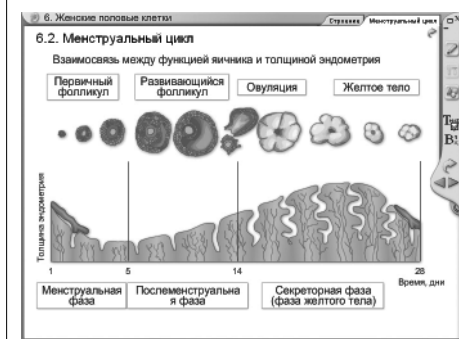 6. Женские половые клетки
Строение
Менструальный цикл
6.2. Менструальный цикл
Взаимосвязь между функцией яичника и толщиной эндометрия
Первичный
фолликул
Развивающийся
фолликул
Овуляция
Желтое тело
Толщина эндометрия
1
5
14
28
Время, дни
Менструальная
фаза
Послеменструальна
я фаза
Секреторная фаза
(фаза желтого тела)